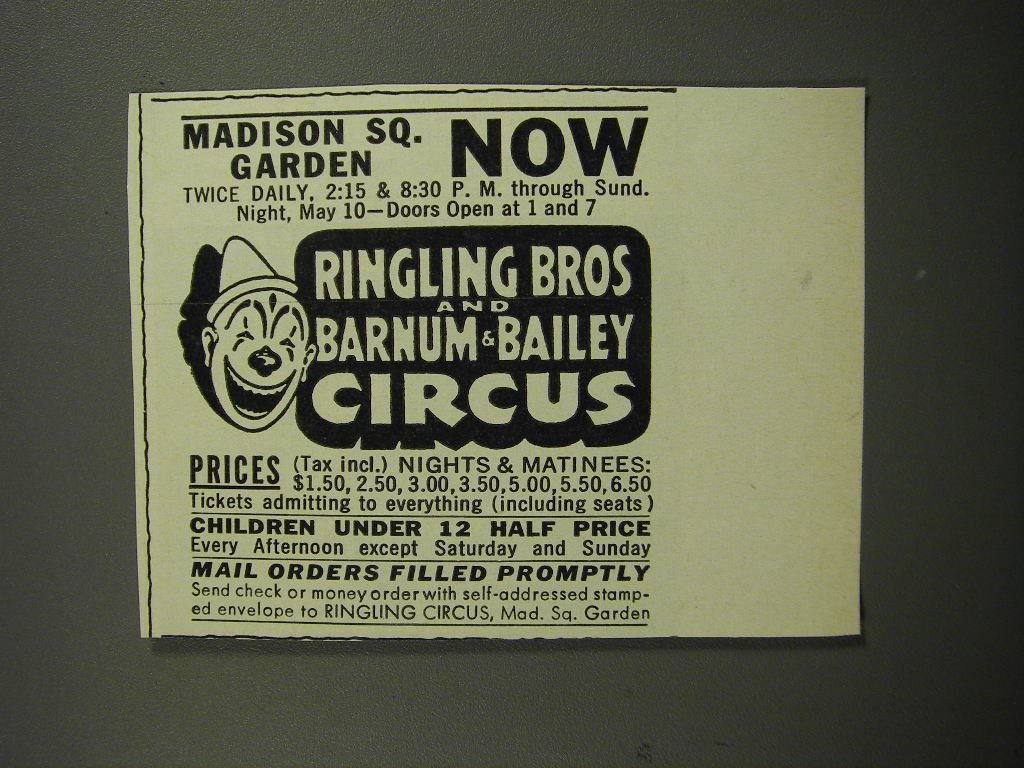 MADISON SQ. NOW
GARDEN
TWICE DAILY, 2:15 & 8:30 P. M. through Sund.
Night, May 10—Doors Open at 1 and 7
RINGLING BROS
AND
BARNUM & BAILEY
CIRCUS
PRICES (Tax incl.) NIGHTS & MATINEES:
$1.50, 2.50, 3.00, 3.50, 5.00, 5.50, 6.50
Tickets admitting to everything (including seats)
CHILDREN UNDER 12 HALF PRICE
Every Afternoon except Saturday and Sunday
MAIL ORDERS FILLED PROMPTLY
Send check or money order with self-addressed stamp-
ed envelope to RINGLING CIRCUS, Mad. Sq. Garden